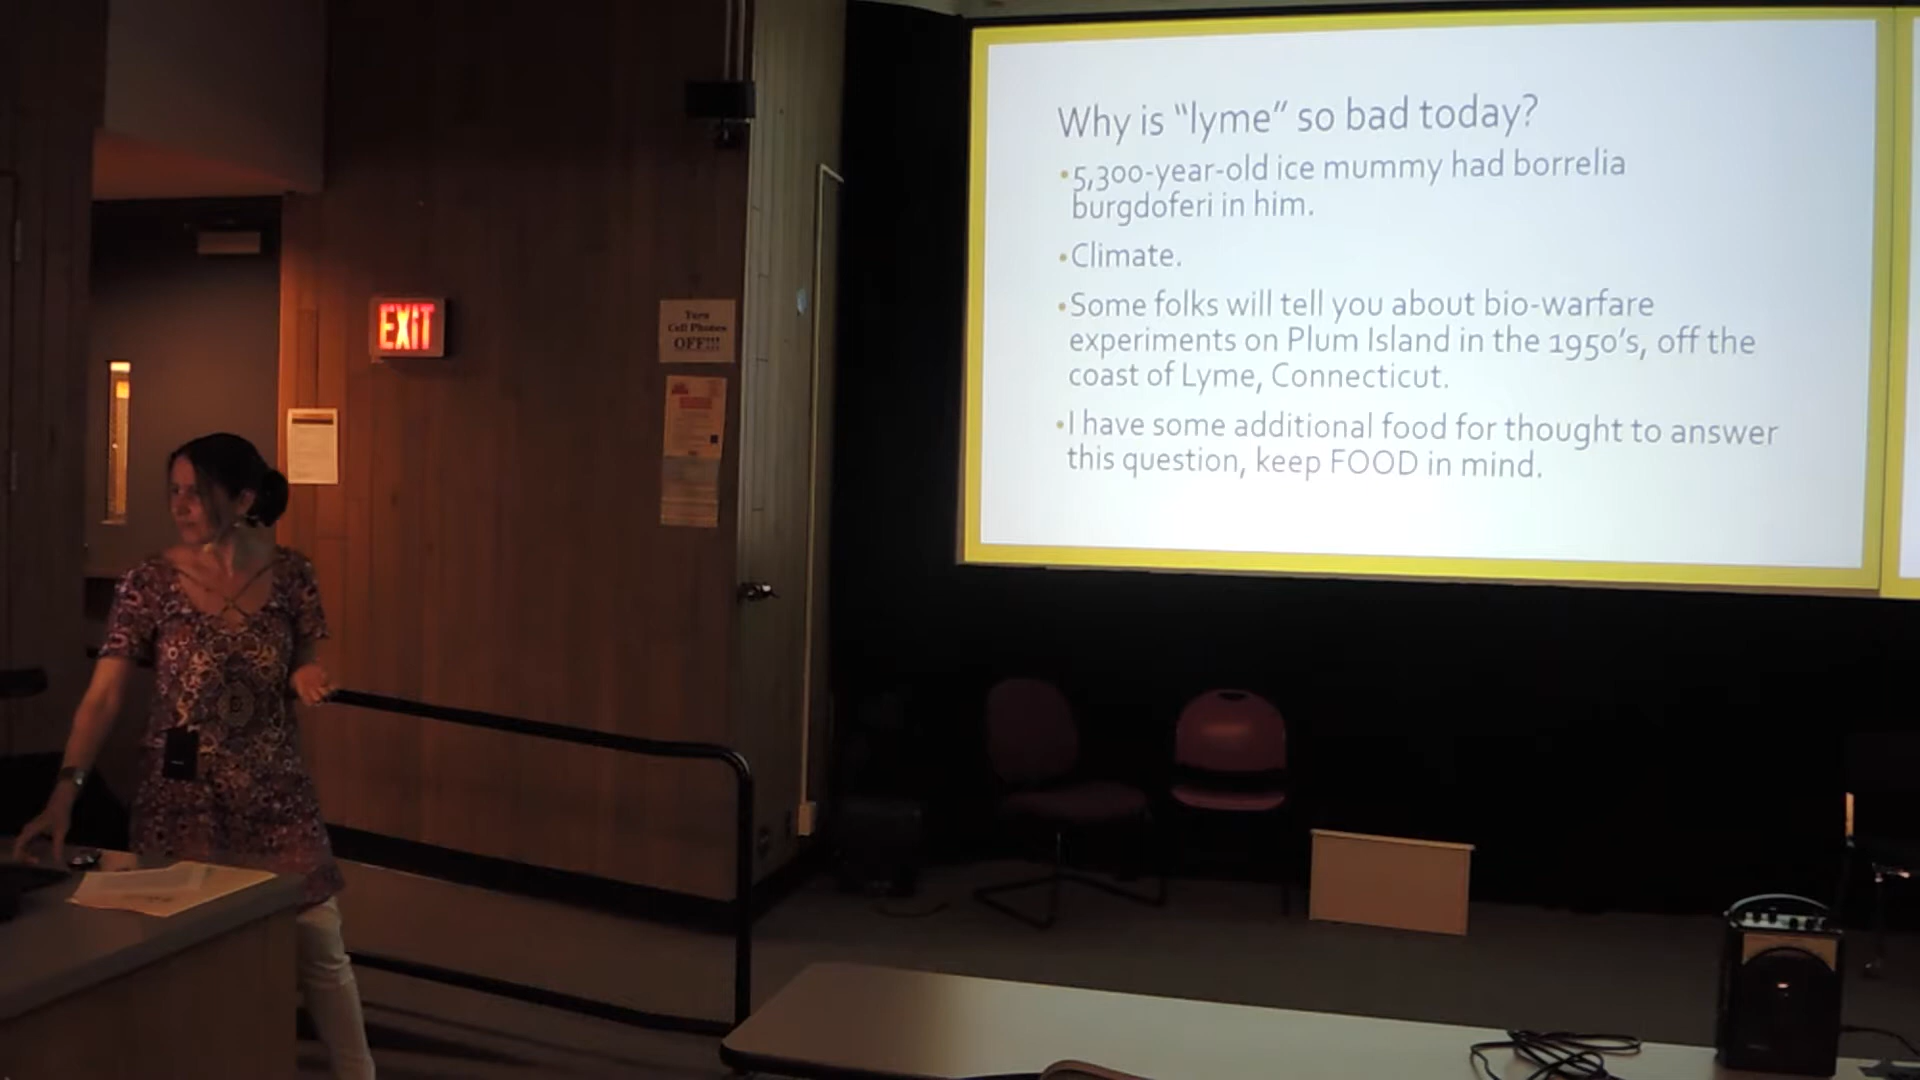 Why is “lyme” so bad today?
•5,300-year-old ice mummy had borrelia
burgdoferi in him.
•Climate.
•Some folks will tell you about bio-warfare
experiments on Plum Island in the 1950’s, off the
coast of Lyme, Connecticut.
•I have some additional food for thought to answer
this question, keep FOOD in mind.
EXIT
Turn
Cell Phones
OFF!!!